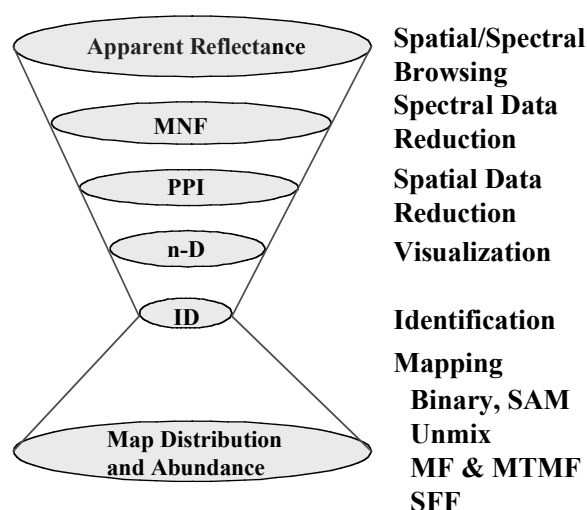 Apparent Reflectance
Spatial/Spectral
Browsing
MNF
Spectral Data
Reduction
PPI
Spatial Data
Reduction
n-D
Visualization
ID
Identification
Mapping
Binary, SAM
Unmix
MF & MTMF
SFF
Map Distribution
and Abundance